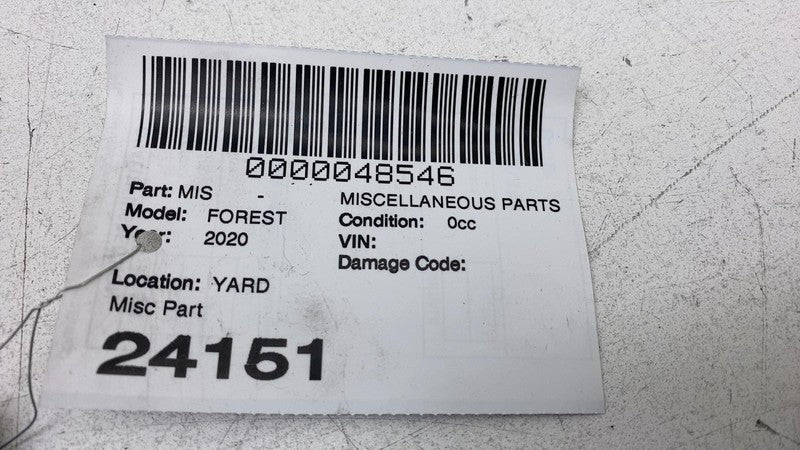 0000048546
Part: MIS - MISCELLANEOUS PARTS
Model: FOREST Condition: 0cc
Year: 2020 VIN:
Damage Code:
Location: YARD
Misc Part
24151